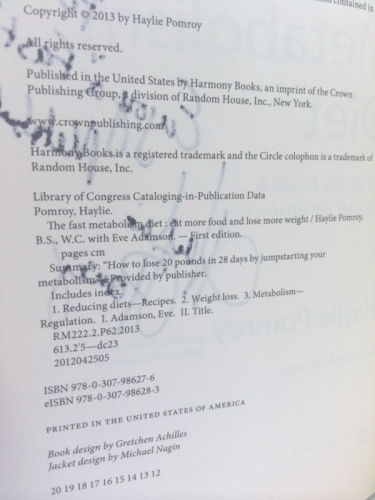 contained in
Copyright © 2013 by Haylie Pomroy
All rights reserved.
Published in the United States by Harmony Books, an imprint of the Crown
Publishing Group, a division of Random House, Inc., New York.
www.crownpublishing.com
Harmony Books is a registered trademark and the Circle colophon is a trademark of
Random House, Inc.
Library of Congress Cataloging-in-Publication Data
Pomroy, Haylie.
The fast metabolism diet : eat more food and lose more weight / Haylie Pomroy,
B.S., W.C. with Eve Adamson. — First edition.
pages cm
Summary: "How to lose 20 pounds in 28 days by jumpstarting your
metabolism"—Provided by publisher.
Includes index.
1. Reducing diets—Recipes. 2. Weight loss. 3. Metabolism—
Regulation. I. Adamson, Eve. II. Title.
RM222.2.P62 2013
613.2'5—dc23
2012042505
ISBN 978-0-307-98627-6
eISBN 978-0-307-98628-3
PRINTED IN THE UNITED STATES OF AMERICA
Book design by Gretchen Achilles
Jacket design by Michael Nagin
20 19 18 17 16 15 14 13 12